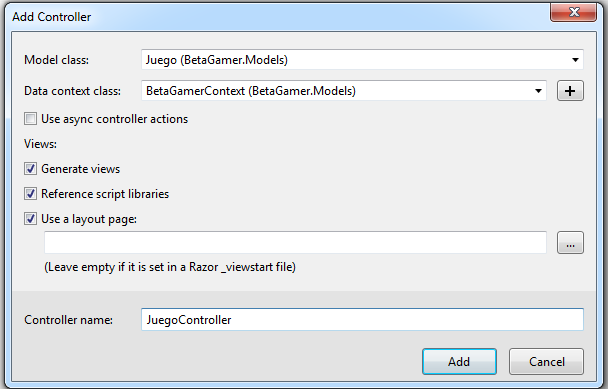 Add Controller
Model class: Juego (BetaGamer.Models)
Data context class: BetaGamerContext (BetaGamer.Models) +
Use async controller actions
Views:
Generate views
Reference script libraries
Use a layout page:
...
(Leave empty if it is set in a Razor _viewstart file)
Controller name: JuegoController
Add Cancel